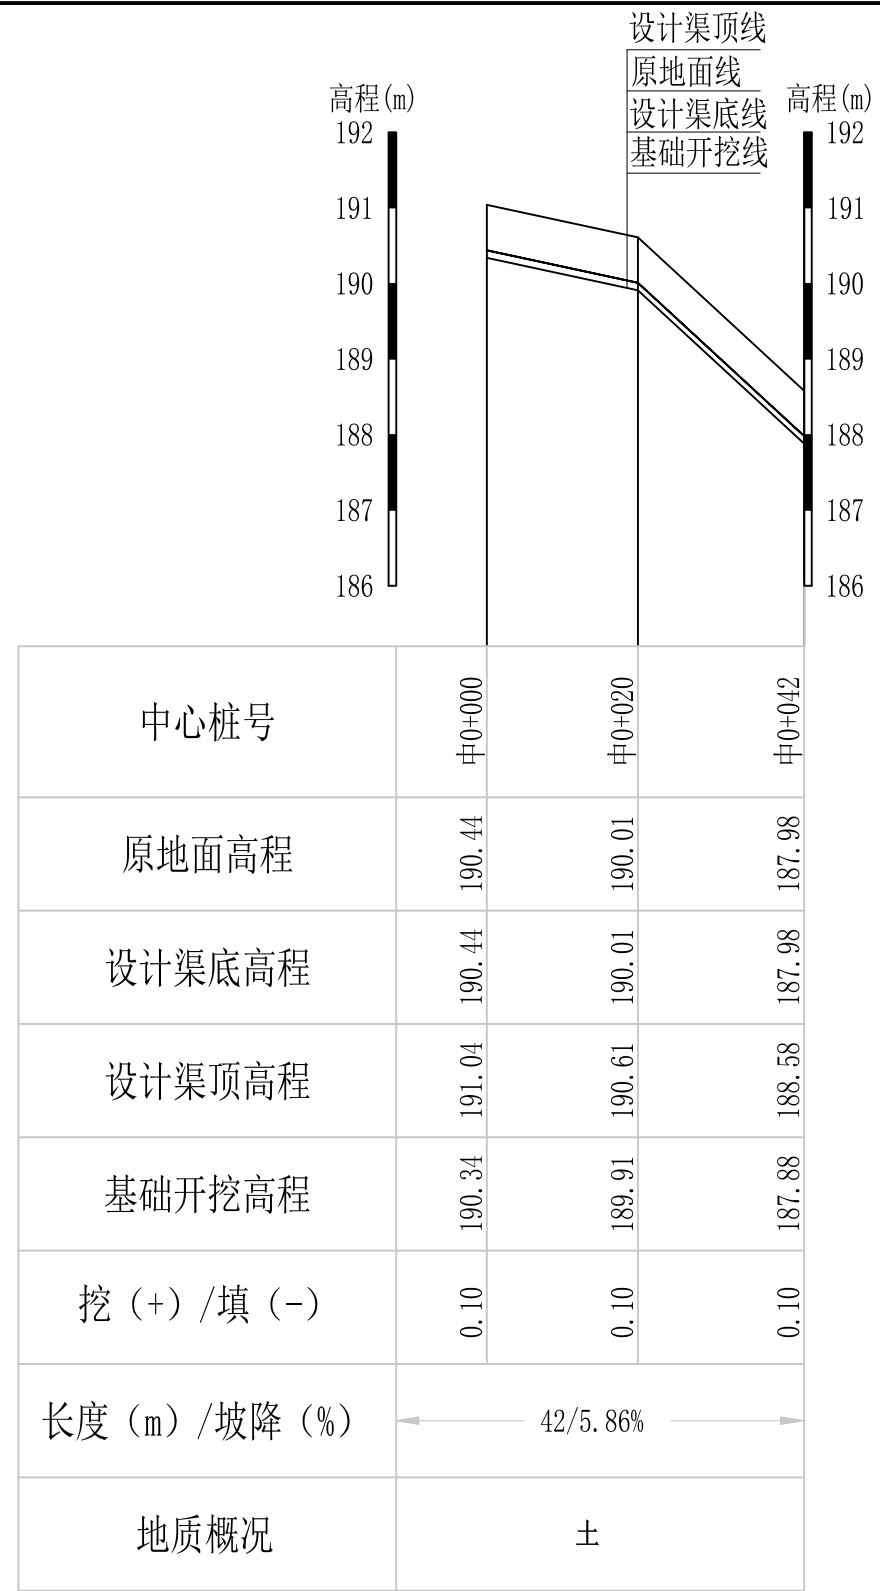 设计渠顶线
原地面线
设计渠底线
基础开挖线
高程(m)
192
191
190
189
188
187
186
高程(m)
192
191
190
189
188
187
186
中心桩号 中0+000 中0+020 中0+042
原地面高程 190.44 190.01 187.98
设计渠底高程 190.44 190.01 187.98
设计渠顶高程 191.04 190.61 188.58
基础开挖高程 190.34 189.91 187.88
挖（+）/填（-） 0.10 0.10 0.10
长度（m）/坡降（%） 42/5.86%
地质概况 土